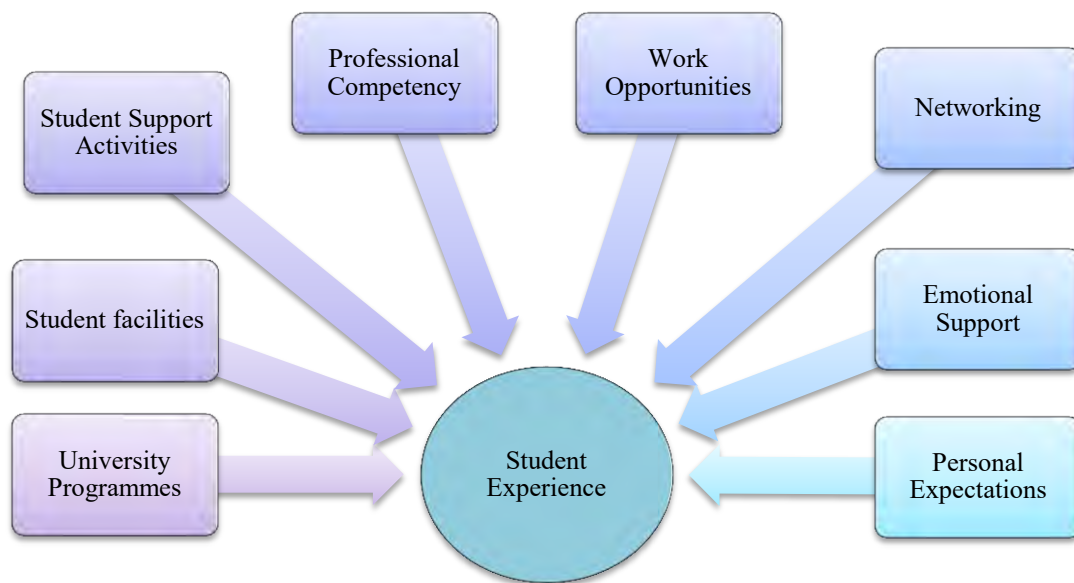 Professional
Competency
Work
Opportunities
Networking
Student Support
Activities
Student facilities
Emotional
Support
University
Programmes
Student
Experience
Personal
Expectations